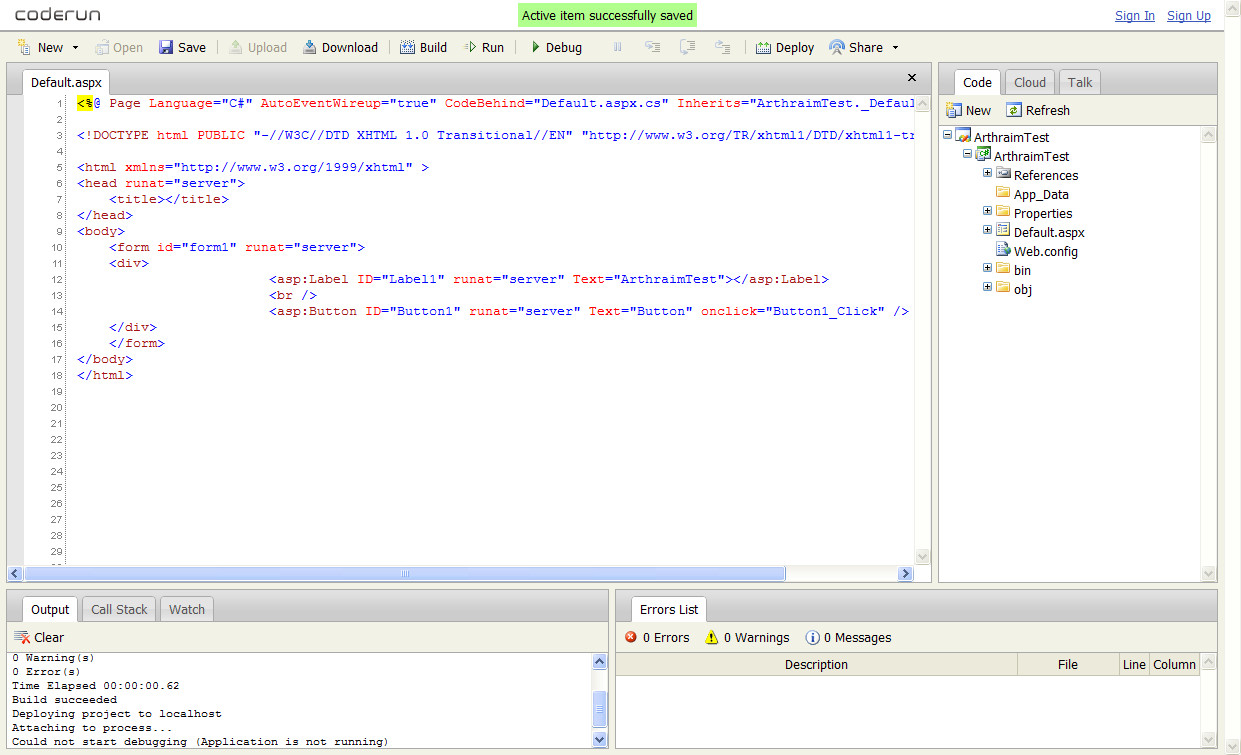 coderun
Active item successfully saved
Sign In Sign Up
New Open Save Upload Download Build Run Debug Deploy Share
Default.aspx
1 <%@ Page Language="C#" AutoEventWireup="true" CodeBehind="Default.aspx.cs" Inherits="ArthraimTest._Defaul
2
3 <!DOCTYPE html PUBLIC "-//W3C//DTD XHTML 1.0 Transitional//EN" "http://www.w3.org/TR/xhtml1/DTD/xhtml1-tr
4
5 <html xmlns="http://www.w3.org/1999/xhtml" >
6 <head runat="server">
7 <title></title>
8 </head>
9 <body>
10 <form id="form1" runat="server">
11 <div>
12 <asp:Label ID="Label1" runat="server" Text="ArthraimTest"></asp:Label>
13 <br />
14 <asp:Button ID="Button1" runat="server" Text="Button" onclick="Button1_Click" />
15 </div>
16 </form>
17 </body>
18 </html>
19
20
21
22
23
24
25
26
27
28
29
Code Cloud Talk
New Refresh
ArthraimTest
ArthraimTest
References
App_Data
Properties
Default.aspx
Web.config
bin
obj
Output Call Stack Watch
Clear
0 Warning(s)
0 Error(s)
Time Elapsed 00:00:00.62
Build succeeded
Deploying project to localhost
Attaching to process...
Could not start debugging (Application is not running)
Errors List
0 Errors 0 Warnings 0 Messages
Description File Line Column